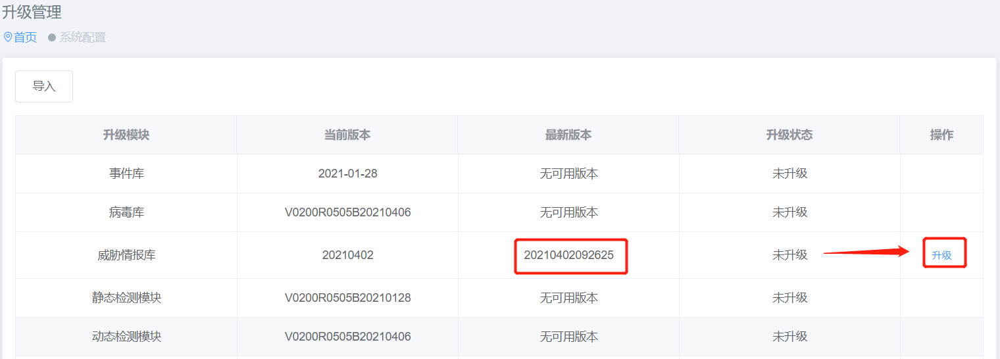 升级管理
首页 系统配置
导入
升级模块 当前版本 最新版本 升级状态 操作
事件库 2021-01-28 无可用版本 未升级
病毒库 V0200R0505B20210406 无可用版本 未升级
威胁情报库 20210402 20210402092625 未升级 升级
静态检测模块 V0200R0505B20210128 无可用版本 未升级
动态检测模块 V0200R0505B20210406 无可用版本 未升级